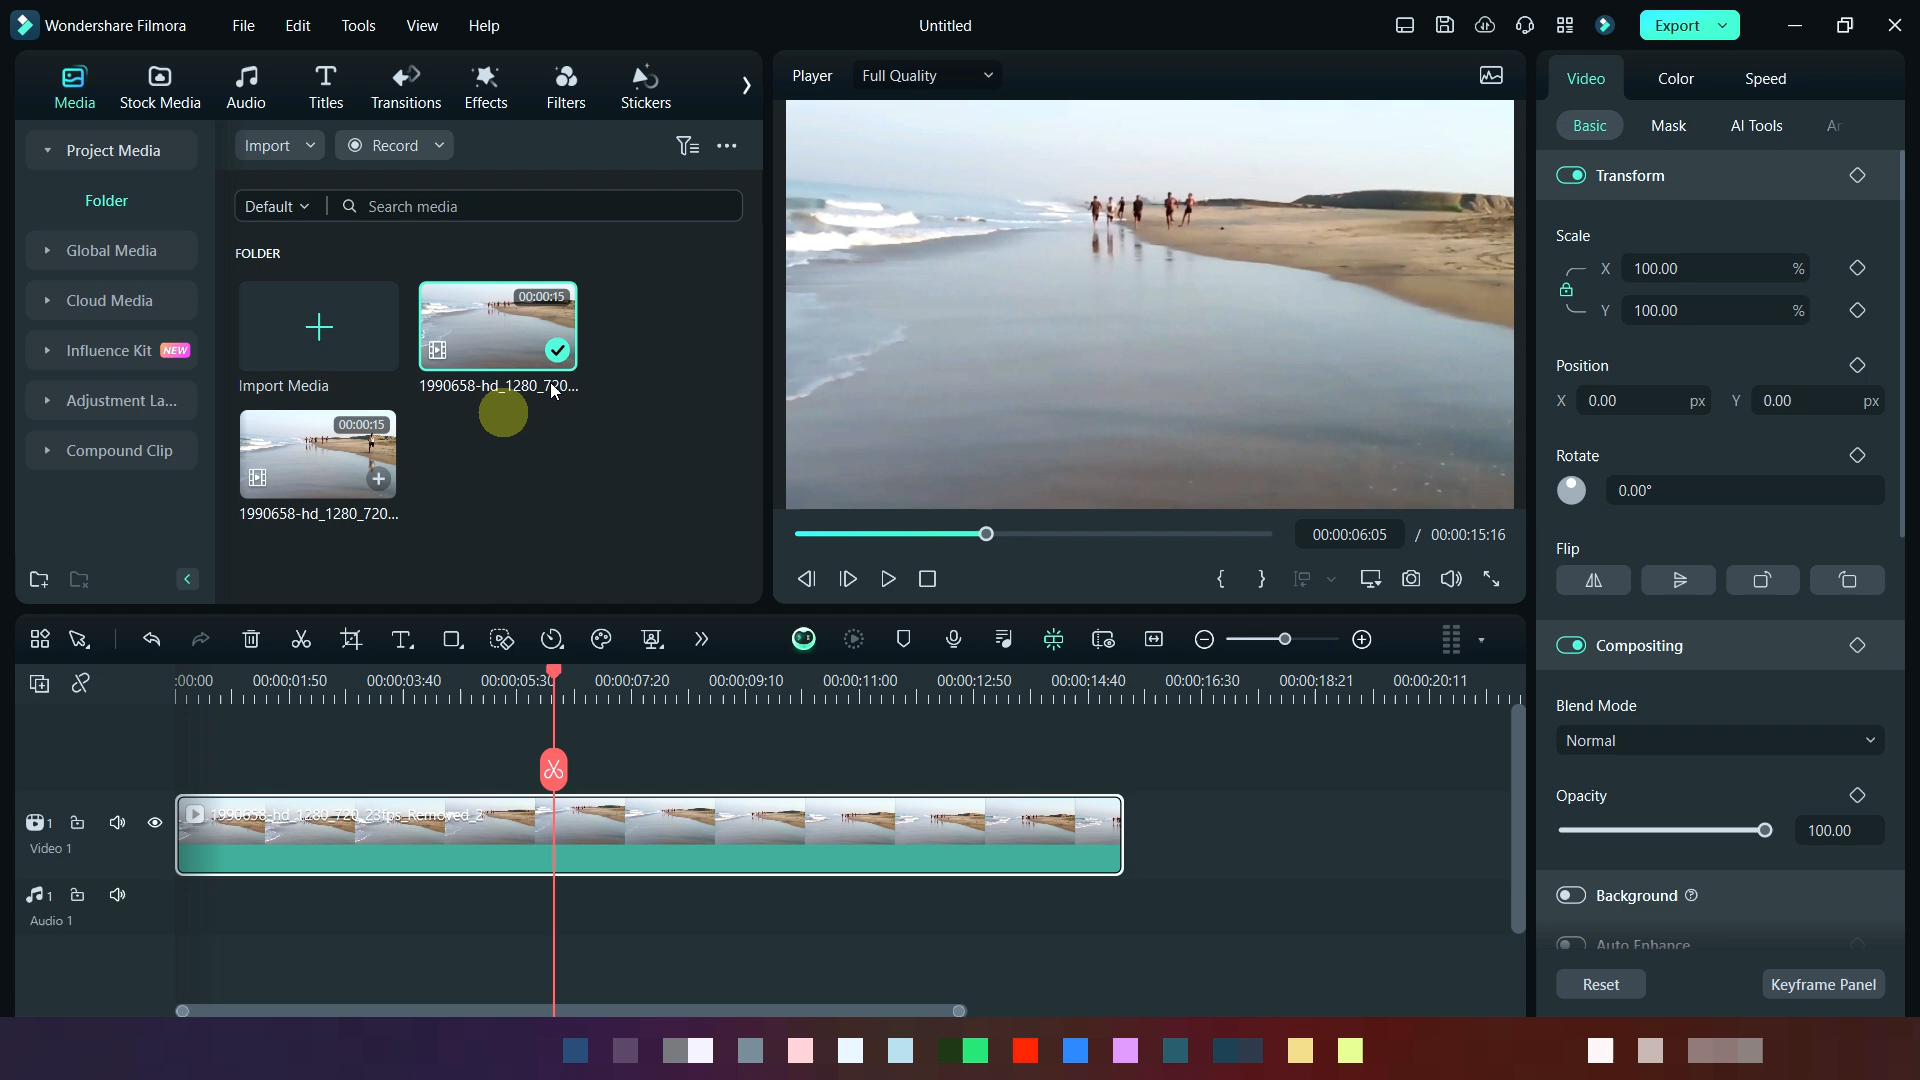 Wondershare Filmora
File
Edit
Tools
View
Help
Untitled
Export
Media
Stock Media
Audio
Titles
Transitions
Effects
Filters
Stickers
Player
Full Quality
Video
Color
Speed
Basic
Mask
AI Tools
Ar
Project Media
Folder
Global Media
Cloud Media
Influence Kit NEW
Adjustment La...
Compound Clip
Import
Record
Default
Search media
FOLDER
00:00:15
Import Media
1990658-hd_1280_720...
00:00:15
1990658-hd_1280_720...
00:00:06:05 / 00:00:15:16
Transform
Scale
X 100.00 %
Y 100.00 %
Position
X 0.00 px Y 0.00 px
Rotate
0.00°
Flip
Compositing
Blend Mode
Normal
Opacity
100.00
Background
Auto Enhance
Reset
Keyframe Panel
:00:00 00:00:01:50 00:00:03:40 00:00:05:30 00:00:07:20 00:00:09:10 00:00:11:00 00:00:12:50 00:00:14:40 00:00:16:30 00:00:18:21 00:00:20:11
1990658-hd_1280_720_23fps_Removed_2
1
Video 1
1
Audio 1